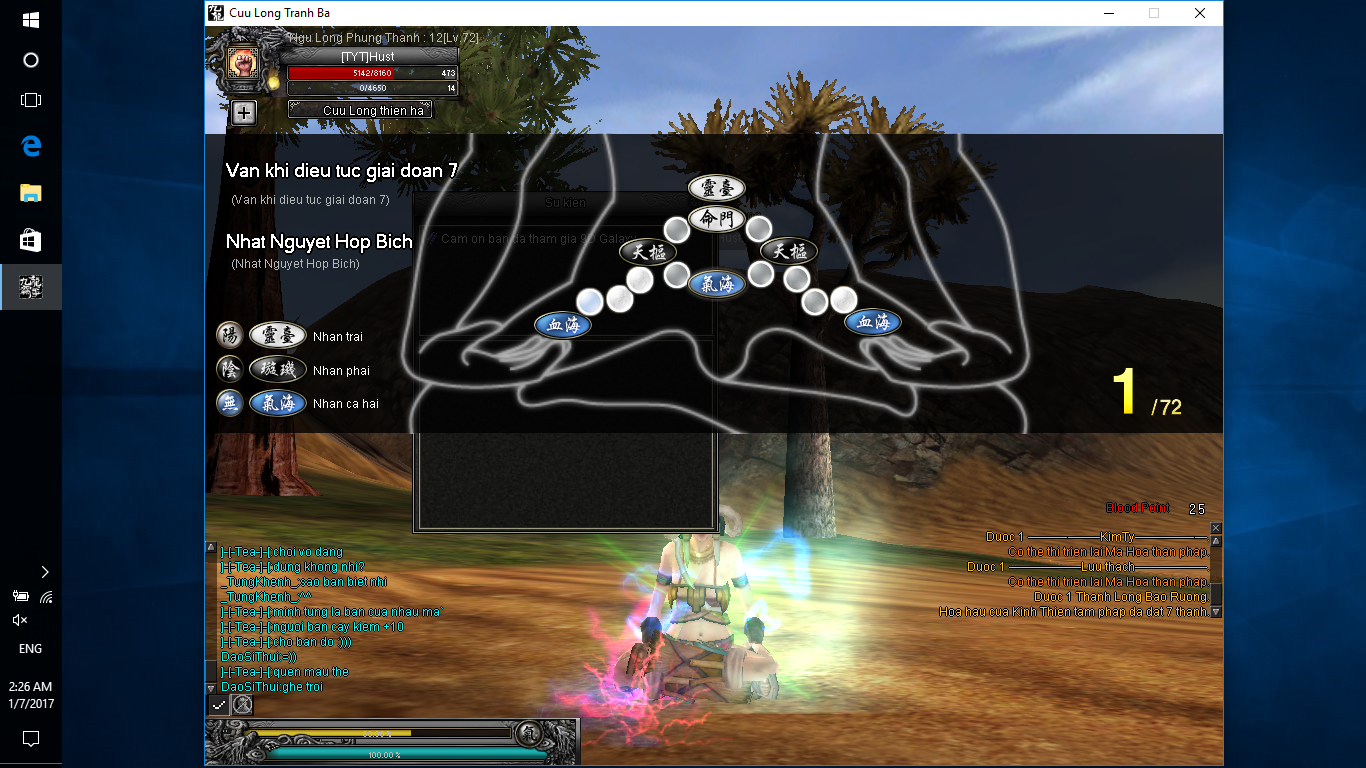 Cuu Long Tranh Ba
Ngu Long Phung Thanh : 12[Lv.72]
[TYT]Hust
5142/8160 473
0/4650 14
Cuu Long thien ha
Van khi dieu tuc giai doan 7
(Van khi dieu tuc giai doan 7)
Su kien
Nhat Nguyet Hop Bich
(Nhat Nguyet Hop Bich)
Cam on ban da tham gia 9D Galaxy
靈臺
命門
天樞 天樞
氣海
血海 血海
陽 靈臺 Nhan trai
陰 璇璣 Nhan phai
無 氣海 Nhan ca hai
1 /72
Blood Point 25
Duoc 1 KimTy
Co the thi trien lai Ma Hoa than phap.
Duoc 1 Luu thach
Co the thi trien lai Ma Hoa than phap.
Duoc 1 Thanh Long Bao Ruong.
Hoa hau cua Kinh Thien tam phap da dat 7 thanh.
]-[-Tea-]-[:choi vo dang
]-[-Tea-]-[:dung khong nhi?
_TungKhenh_:sao ban biet nhi
_TungKhenh_:^^
]-[-Tea-]-[:minh tung la ban cua nhau ma*
]-[-Tea-]-[:nguoi ban cay kiem +10
]-[-Tea-]-[:cho ban do :)))
DaoSiThui:=))
]-[-Tea-]-[:quen mau the
DaoSiThui:ghe troi
100.00 %
ENG
2:26 AM
1/7/2017